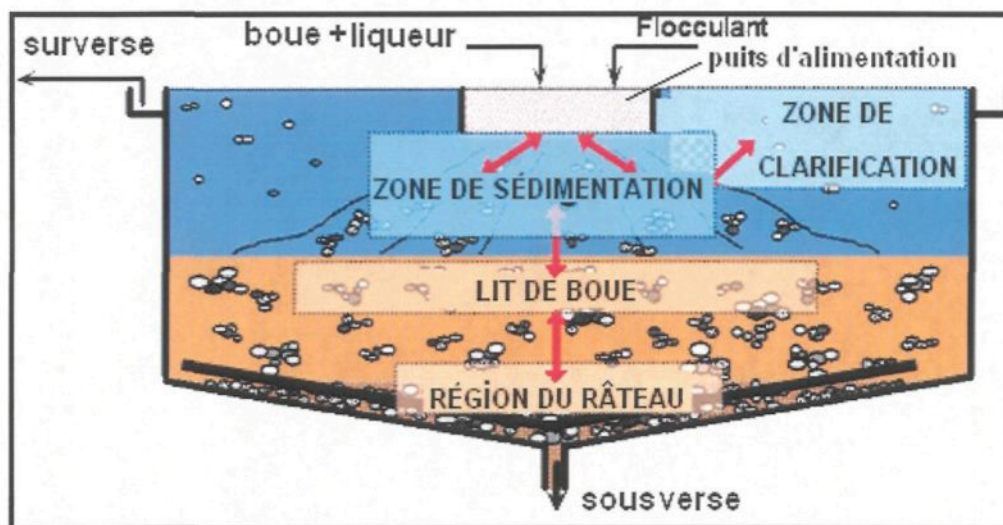 surverse
boue +liqueur
Flocculant
puits d'alimentation
ZONE DE
CLARIFICATION
ZONE DE SÉDIMENTATION
LIT DE BOUE
RÉGION DU RÂTEAU
sousverse